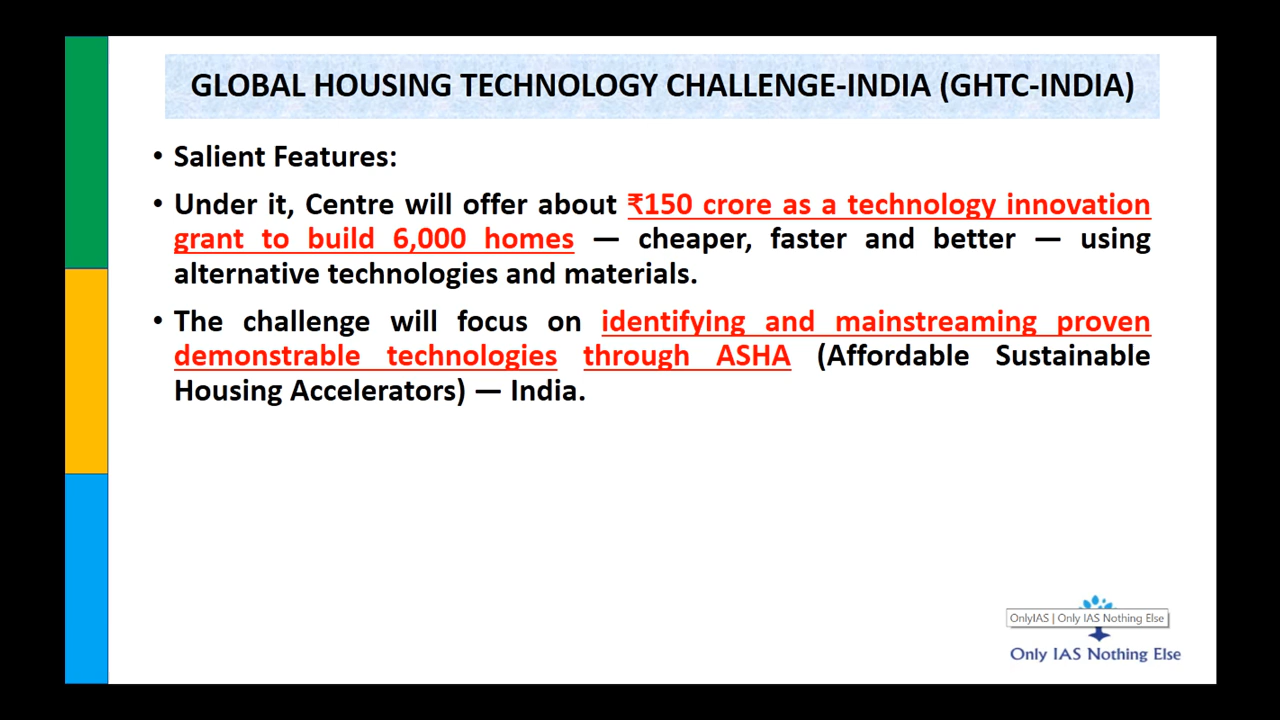 GLOBAL HOUSING TECHNOLOGY CHALLENGE-INDIA (GHTC-INDIA)
• Salient Features:
• Under it, Centre will offer about ₹150 crore as a technology innovation
grant to build 6,000 homes — cheaper, faster and better — using
alternative technologies and materials.
• The challenge will focus on identifying and mainstreaming proven
demonstrable technologies through ASHA (Affordable Sustainable
Housing Accelerators) — India.
OnlyIAS | Only IAS Nothing Else
Only IAS Nothing Else